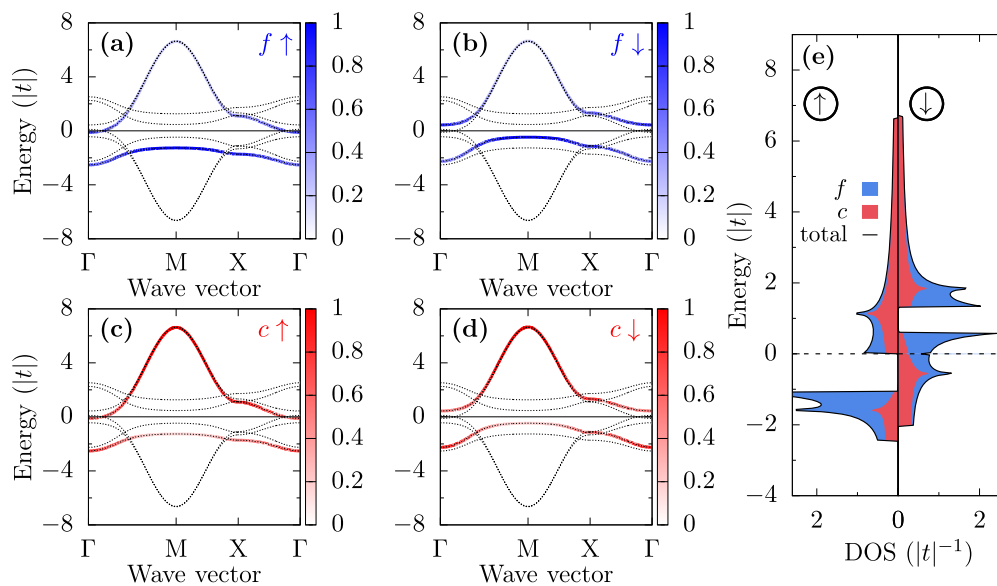 (a)
f ↑
8
4
0
−4
−8
Energy (|t|)
Γ M X Γ
Wave vector
1
0.8
0.6
0.4
0.2
0
(b)
f ↓
8
4
0
−4
−8
Γ M X Γ
Wave vector
1
0.8
0.6
0.4
0.2
0
(c)
c ↑
8
4
0
−4
−8
Energy (|t|)
Γ M X Γ
Wave vector
1
0.8
0.6
0.4
0.2
0
(d)
c ↓
8
4
0
−4
−8
Γ M X Γ
Wave vector
1
0.8
0.6
0.4
0.2
0
(e)
↑ ↓
f
c
total
8
6
4
2
0
−2
−4
Energy (|t|)
2 0 2
DOS (|t|⁻¹)